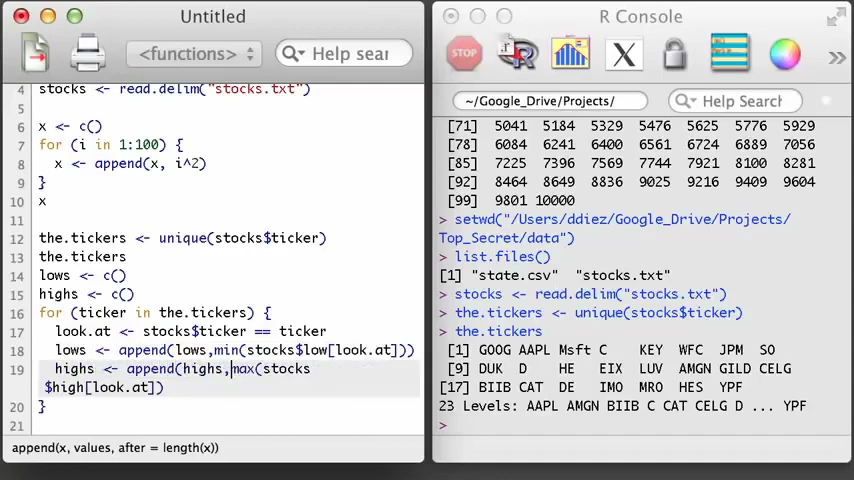 Untitled
<functions>
Help sear
4 stocks <- read.delim("stocks.txt")
5
6 x <- c()
7 for (i in 1:100) {
8 x <- append(x, i^2)
9 }
10 x
11
12 the.tickers <- unique(stocks$ticker)
13 the.tickers
14 lows <- c()
15 highs <- c()
16 for (ticker in the.tickers) {
17 look.at <- stocks$ticker == ticker
18 lows <- append(lows,min(stocks$low[look.at]))
19 highs <- append(highs,max(stocks
$high[look.at])
20 }
21
append(x, values, after = length(x))
R Console
STOP
R
X
~/Google_Drive/Projects/
Help Search
[71] 5041 5184 5329 5476 5625 5776 5929
[78] 6084 6241 6400 6561 6724 6889 7056
[85] 7225 7396 7569 7744 7921 8100 8281
[92] 8464 8649 8836 9025 9216 9409 9604
[99] 9801 10000
> setwd("/Users/ddiez/Google_Drive/Projects/
Top_Secret/data")
> list.files()
[1] "state.csv" "stocks.txt"
> stocks <- read.delim("stocks.txt")
> the.tickers <- unique(stocks$ticker)
> the.tickers
[1] GOOG AAPL Msft C KEY WFC JPM SO
[9] DUK D HE EIX LUV AMGN GILD CELG
[17] BIIB CAT DE IMO MRO HES YPF
23 Levels: AAPL AMGN BIIB C CAT CELG D ... YPF
>